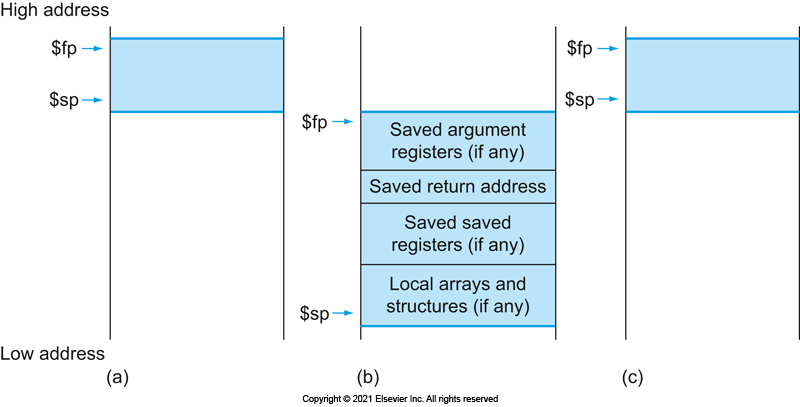 High address
$fp
$sp
$fp
Saved argument
registers (if any)
Saved return address
Saved saved
registers (if any)
Local arrays and
structures (if any)
$sp
$fp
$sp
Low address
(a)
(b)
(c)
Copyright © 2021 Elsevier Inc. All rights reserved